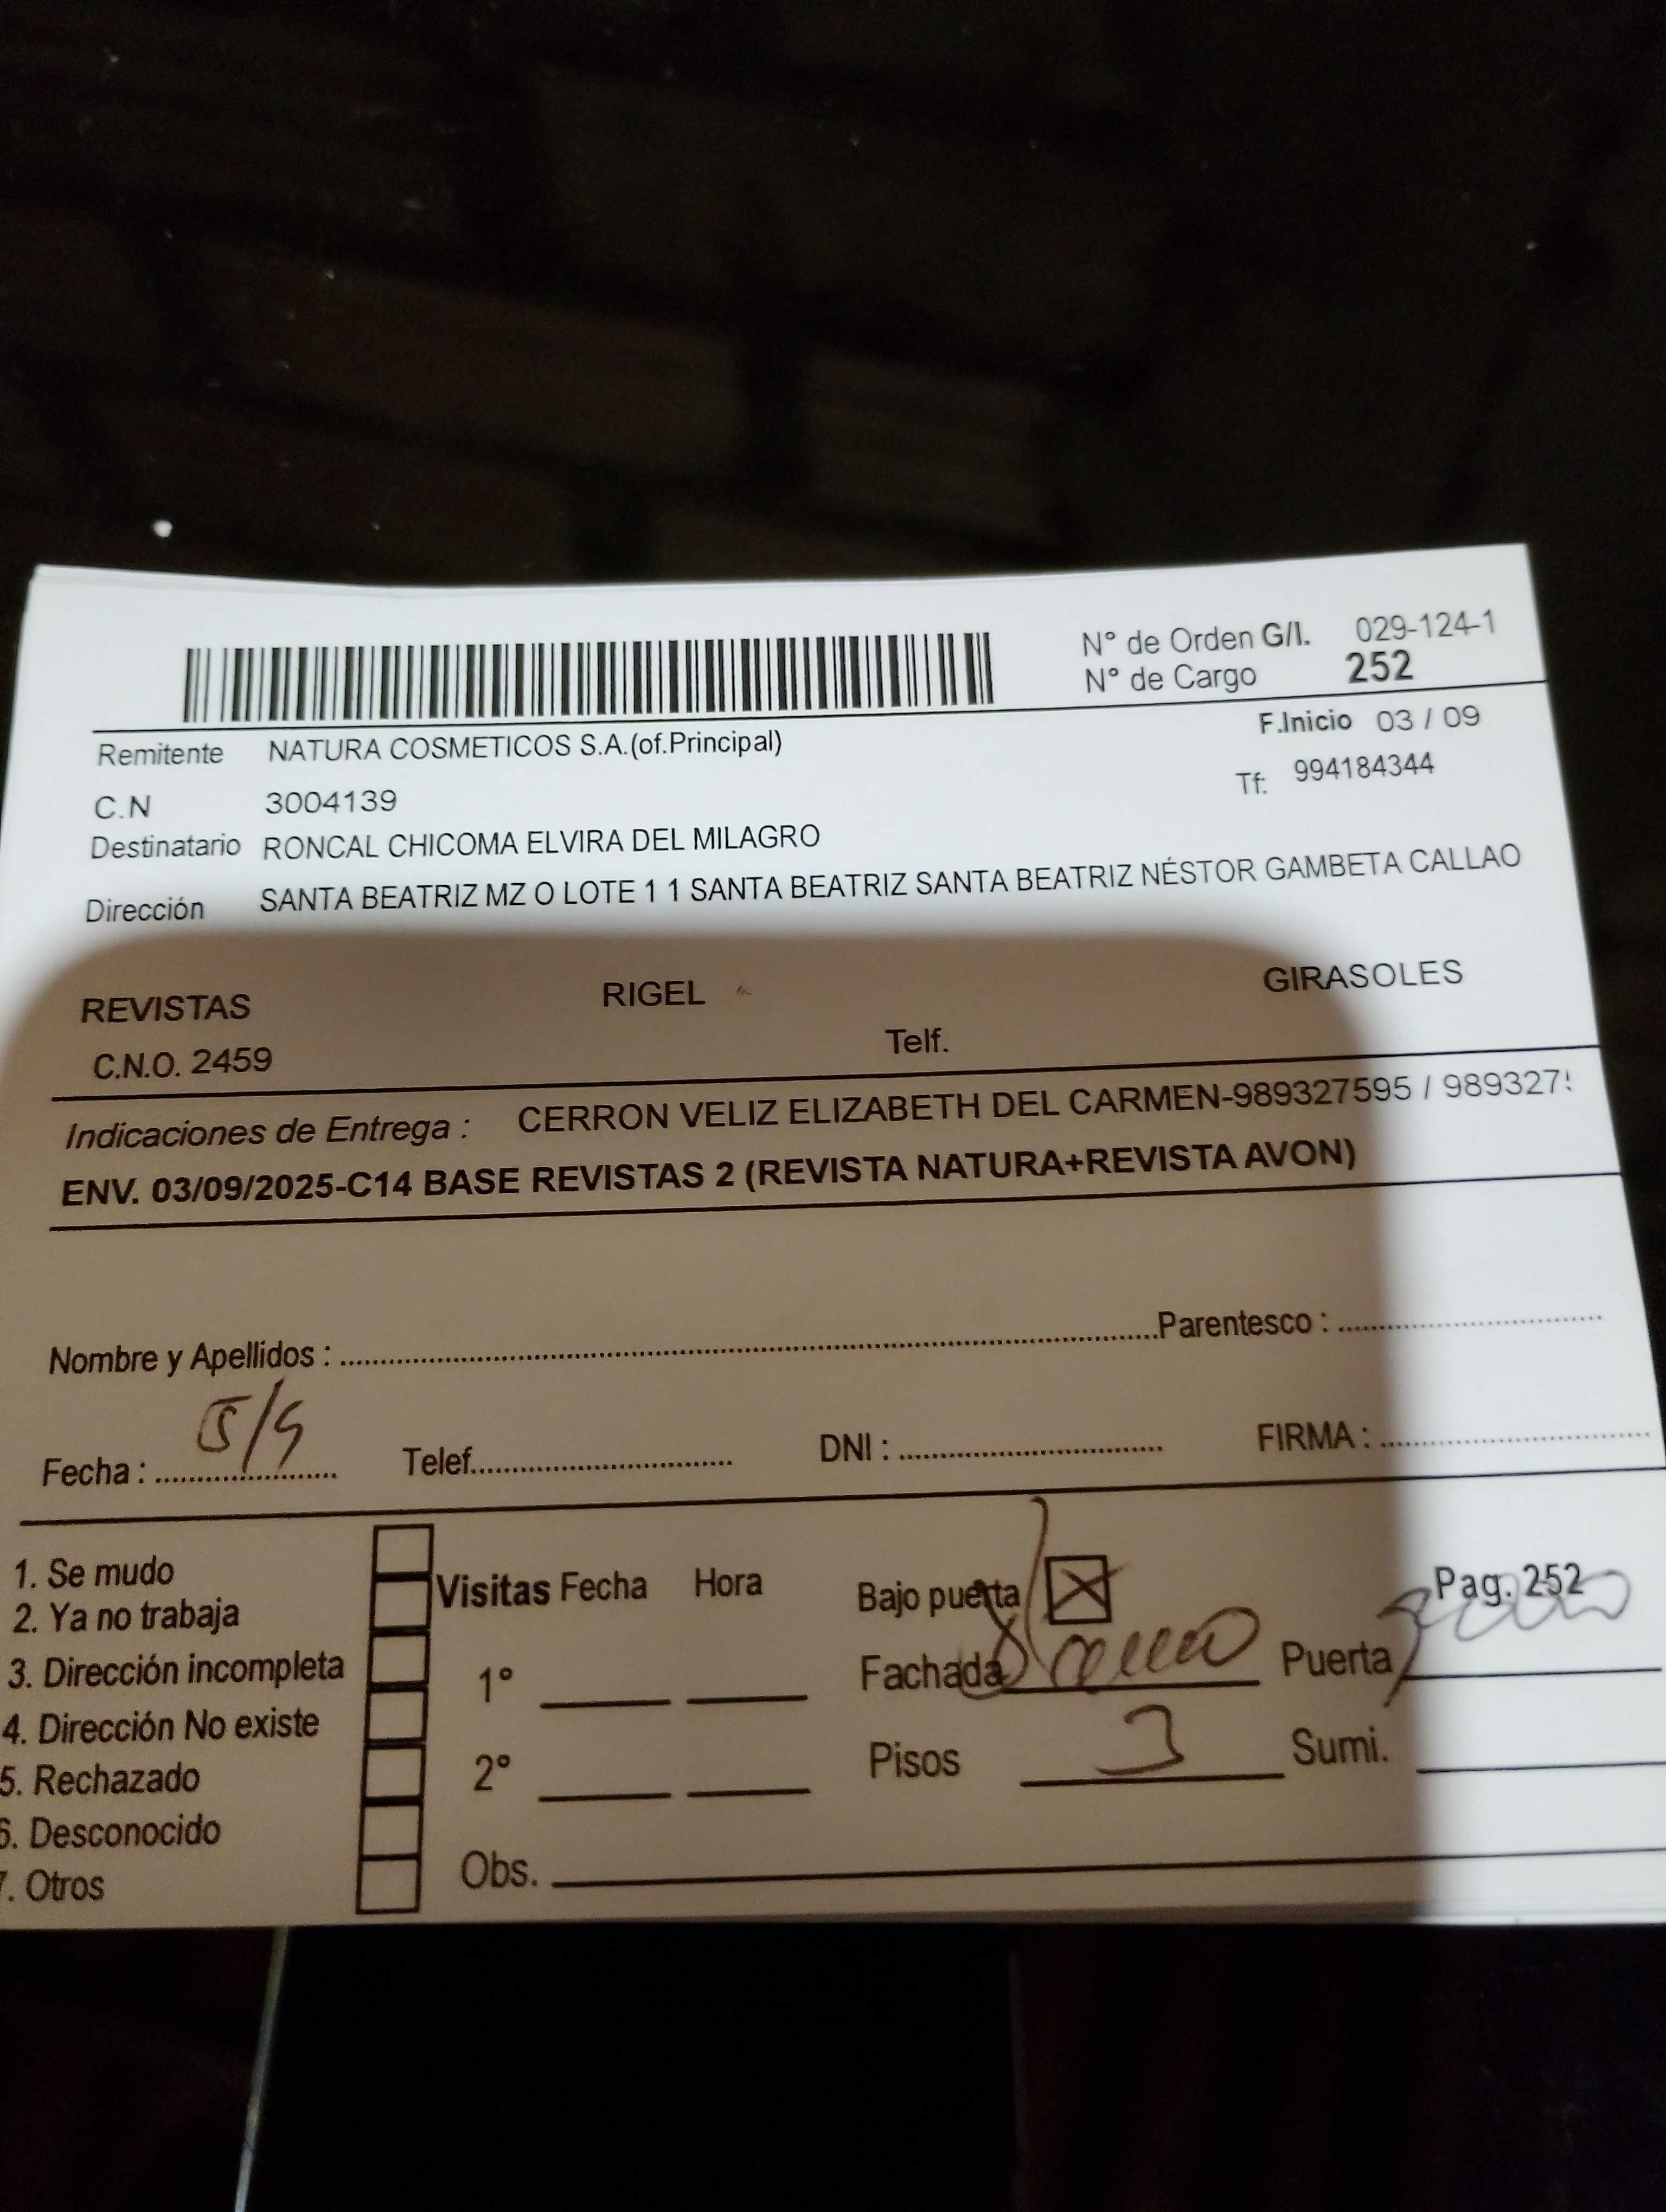 N° de Orden G/I. 029-124-1
N° de Cargo 252
F.Inicio 03 / 09
Remitente NATURA COSMETICOS S.A.(of.Principal)
Tf: 994184344
C.N 3004139
Destinatario RONCAL CHICOMA ELVIRA DEL MILAGRO
Dirección SANTA BEATRIZ MZ O LOTE 1 1 SANTA BEATRIZ SANTA BEATRIZ NÉSTOR GAMBETA CALLAO
REVISTAS RIGEL GIRASOLES
C.N.O. 2459 Telf.
Indicaciones de Entrega : CERRON VELIZ ELIZABETH DEL CARMEN-989327595 / 989327
ENV. 03/09/2025-C14 BASE REVISTAS 2 (REVISTA NATURA+REVISTA AVON)
Nombre y Apellidos : Parentesco :
Fecha : 5/9 Telef. DNI : FIRMA :
1. Se mudo
2. Ya no trabaja
3. Dirección incompleta
4. Dirección No existe
5. Rechazado
6. Desconocido
7. Otros
Visitas Fecha Hora
1°
2°
Obs.
Bajo puerta X Pag. 252
Fachada Puerta
Pisos 3 Sumi.